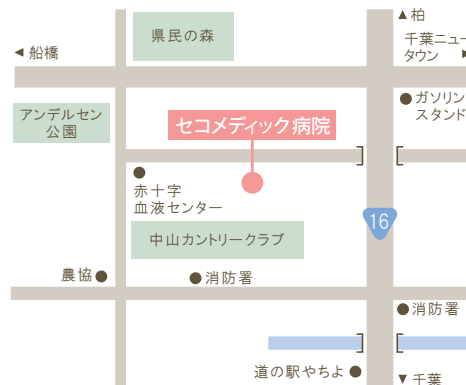 ▲柏
県民の森
千葉ニュー
タウン
◀船橋
ガソリン
スタンド
アンデルセン
公園
セコメディック病院
赤十字
血液センター
16
中山カントリークラブ
農協
消防署
消防署
道の駅やちよ
▼千葉